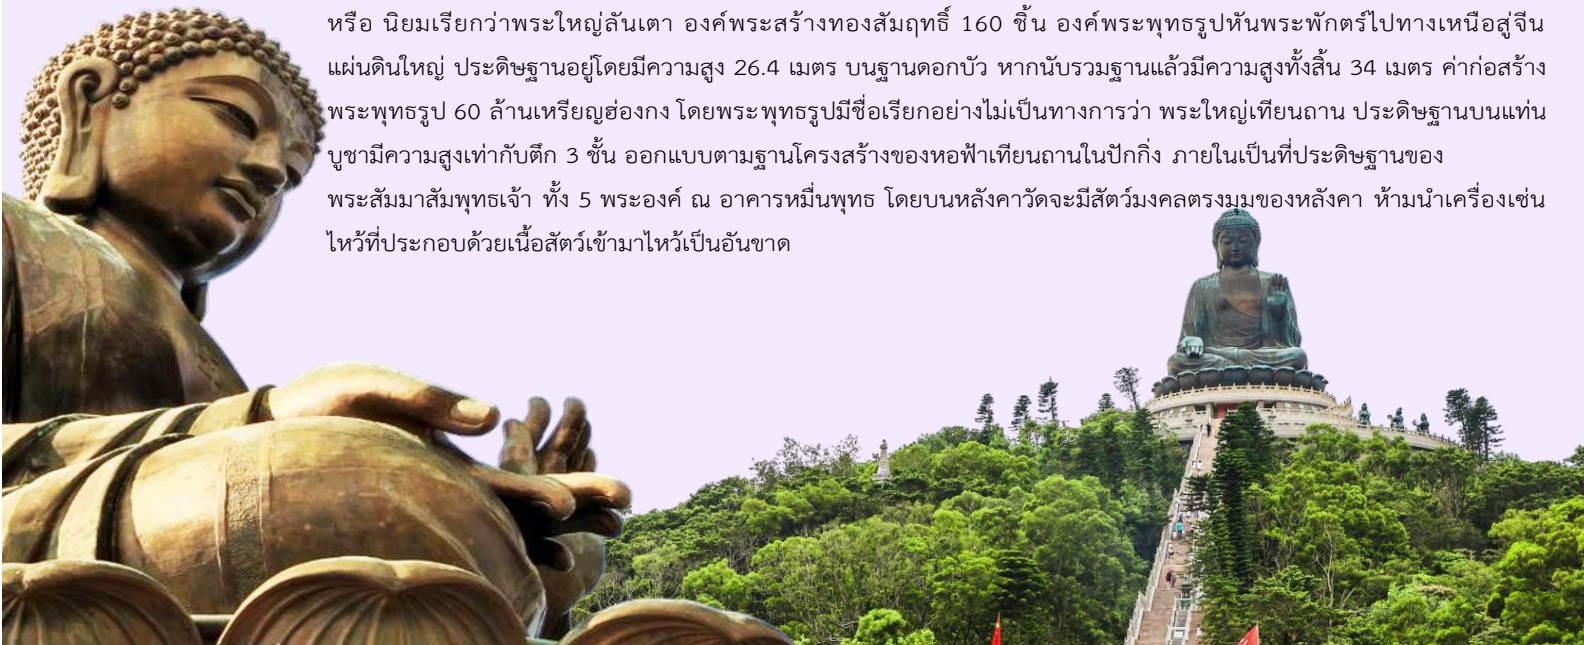 หรือ นิยมเรียกว่าพระใหญ่ลันเตา องค์พระสร้างทองสัมฤทธิ์ 160 ชิ้น องค์พระพุทธรูปหันพระพักตร์ไปทางเหนือสู่จีน
แผ่นดินใหญ่ ประดิษฐานอยู่โดยมีความสูง 26.4 เมตร บนฐานดอกบัว หากนับรวมฐานแล้วมีความสูงทั้งสิ้น 34 เมตร ค่าก่อสร้าง
พระพุทธรูป 60 ล้านเหรียญฮ่องกง โดยพระพุทธรูปมีชื่อเรียกอย่างไม่เป็นทางการว่า พระใหญ่เทียนถาน ประดิษฐานบนแท่น
บูชามีความสูงเท่ากับตึก 3 ชั้น ออกแบบตามฐานโครงสร้างของหอฟ้าเทียนถานในปักกิ่ง ภายในเป็นที่ประดิษฐานของ
พระสัมมาสัมพุทธเจ้า ทั้ง 5 พระองค์ ณ อาคารหมื่นพุทธ โดยบนหลังคาวัดจะมีสัตว์มงคลตรงมุมของหลังคา ห้ามนำเครื่องเซ่น
ไหว้ที่ประกอบด้วยเนื้อสัตว์เข้ามาไหว้เป็นอันขาด